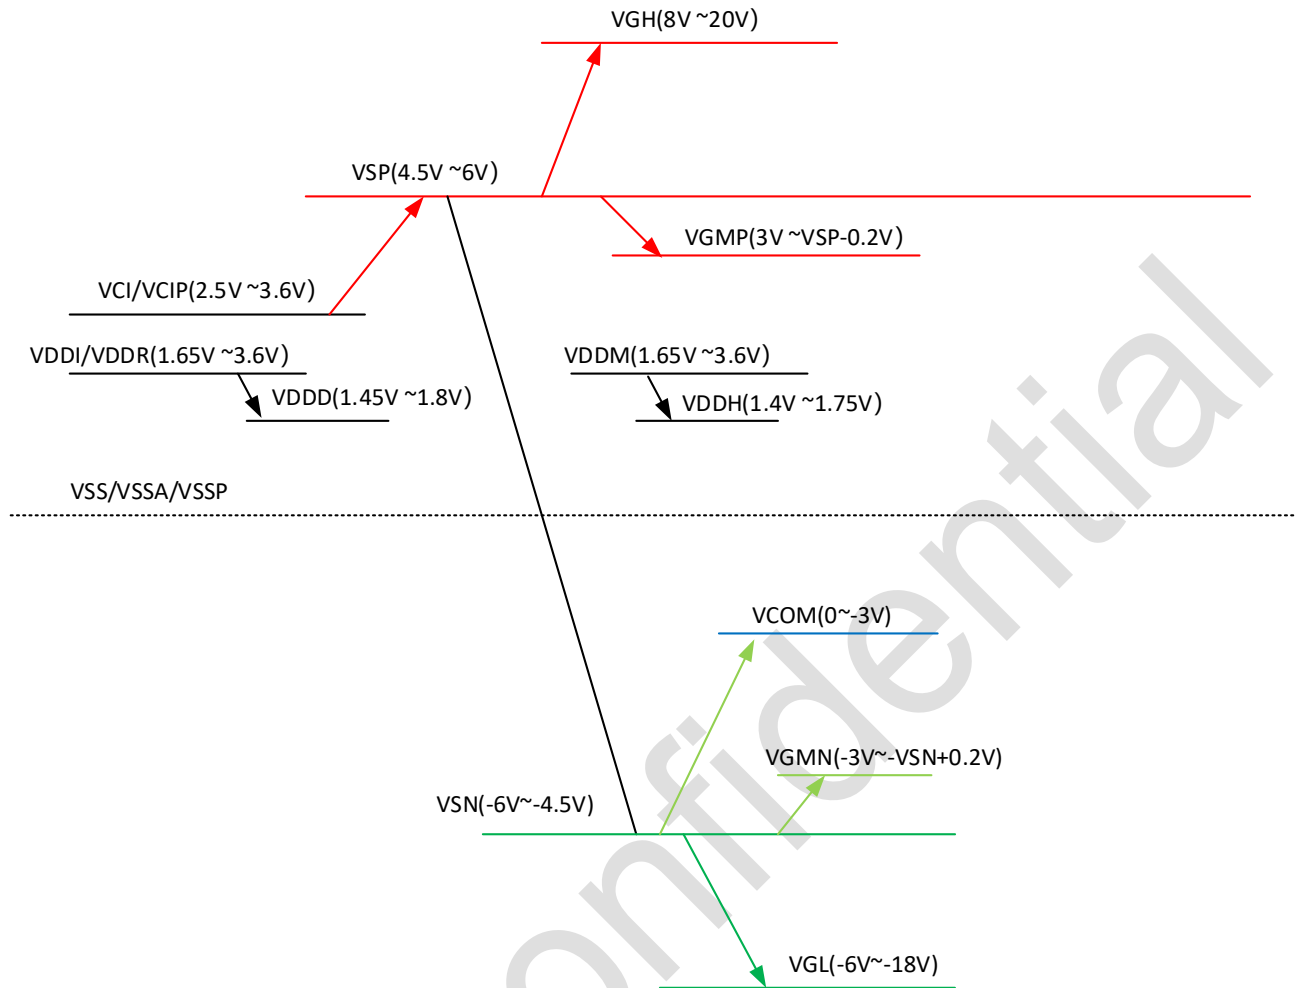 VGH(8V ~20V)
VSP(4.5V ~6V)
VGMP(3V ~VSP-0.2V)
VCI/VCIP(2.5V ~3.6V)
VDDI/VDDR(1.65V ~3.6V)
VDDM(1.65V ~3.6V)
VDDD(1.45V ~1.8V)
VDDH(1.4V ~1.75V)
VSS/VSSA/VSSP
VCOM(0~-3V)
VGMN(-3V~-VSN+0.2V)
VSN(-6V~-4.5V)
VGL(-6V~-18V)
onfidential